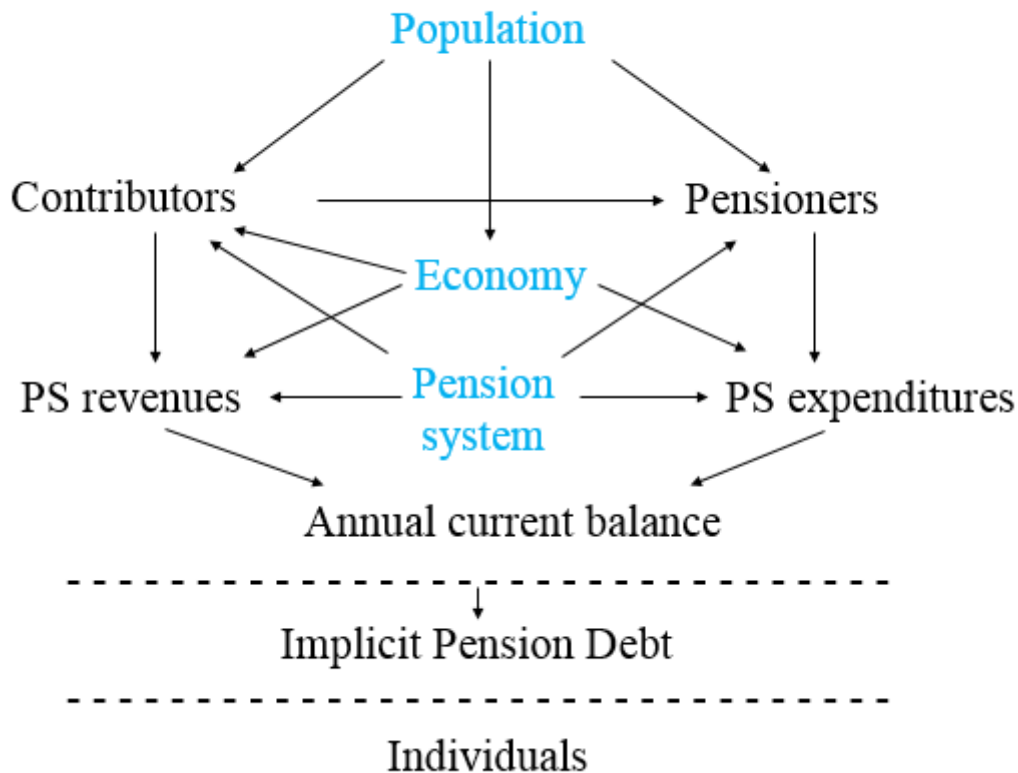 Population
Contributors
Pensioners
Economy
PS revenues
Pension
system
PS expenditures
Annual current balance
Implicit Pension Debt
Individuals